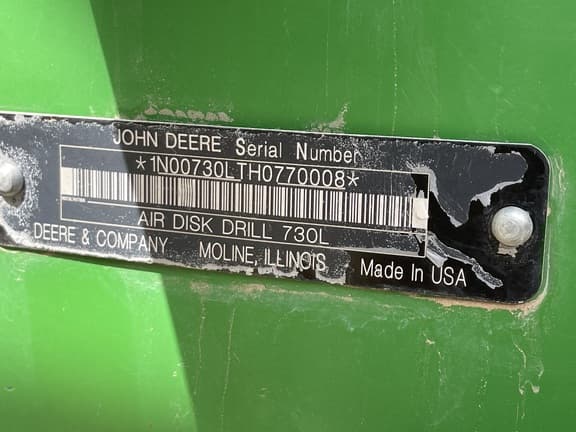 JOHN DEERE Serial Number
*1N00730LTH0770008*
AIR DISK DRILL 730L
DEERE & COMPANY MOLINE, ILLINOIS Made In USA